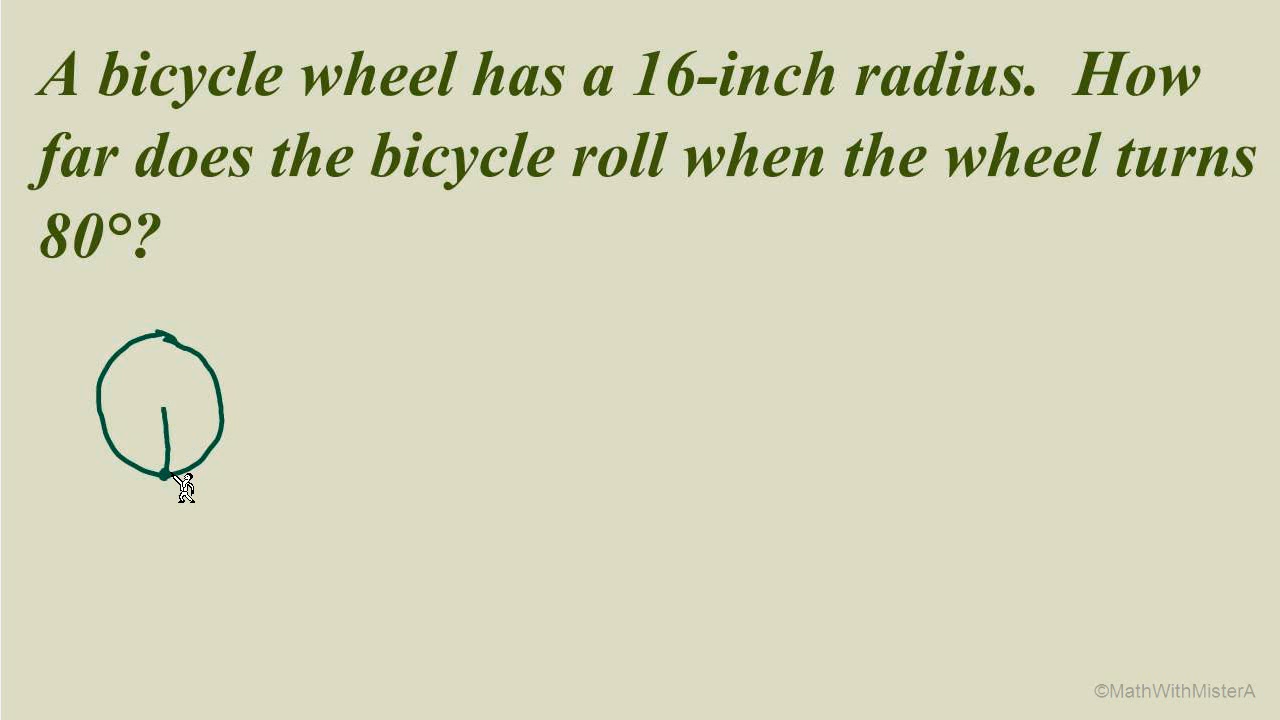 A bicycle wheel has a 16-inch radius.  How
far does the bicycle roll when the wheel turns
80°?
©MathWithMisterA